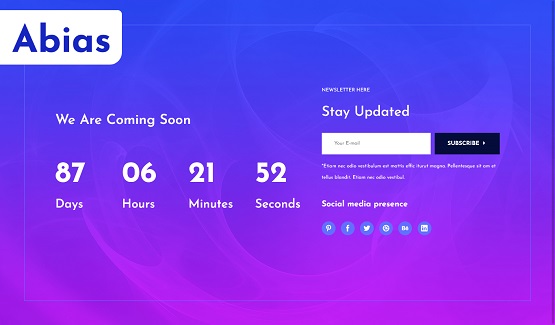 Abias
We Are Coming Soon
87 06 21 52
Days Hours Minutes Seconds
NEWSLETTER HERE
Stay Updated
Your E-mail
SUBSCRIBE
*Etiam nec odio vestibulum est mattis effic iturut magna. Pellentesque sit am et
tellus blandit. Etiam nec odio vestibul.
Social media presence